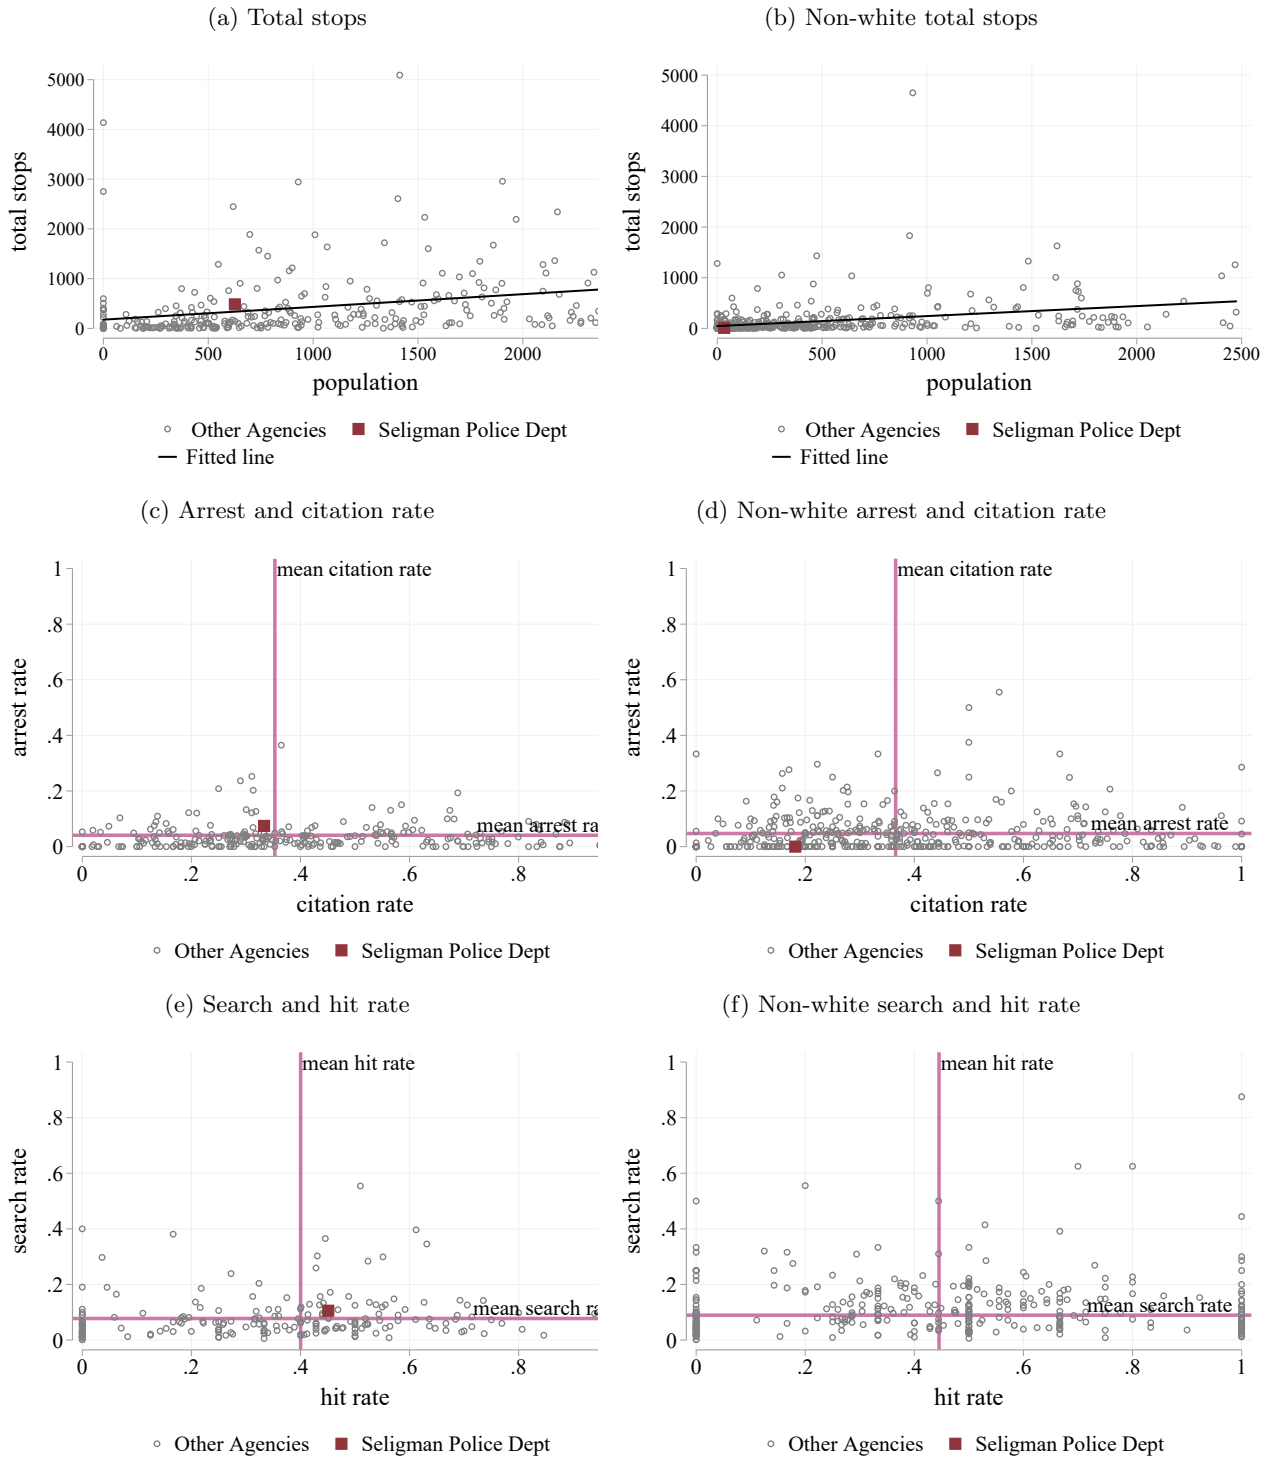 (a) Total stops
(b) Non-white total stops
total stops
5000
4000
3000
2000
1000
0
0 500 1000 1500 2000
population
Other Agencies Seligman Police Dept
Fitted line
total stops
5000
4000
3000
2000
1000
0
0 500 1000 1500 2000 2500
population
Other Agencies Seligman Police Dept
Fitted line
(c) Arrest and citation rate
(d) Non-white arrest and citation rate
arrest rate
1
.8
.6
.4
.2
0
mean citation rate
mean arrest ra
0 .2 .4 .6 .8
citation rate
Other Agencies Seligman Police Dept
arrest rate
1
.8
.6
.4
.2
0
mean citation rate
mean arrest rate
0 .2 .4 .6 .8 1
citation rate
Other Agencies Seligman Police Dept
(e) Search and hit rate
(f) Non-white search and hit rate
search rate
1
.8
.6
.4
.2
0
mean hit rate
mean search ra
0 .2 .4 .6 .8
hit rate
Other Agencies Seligman Police Dept
search rate
1
.8
.6
.4
.2
0
mean hit rate
mean search rate
0 .2 .4 .6 .8 1
hit rate
Other Agencies Seligman Police Dept